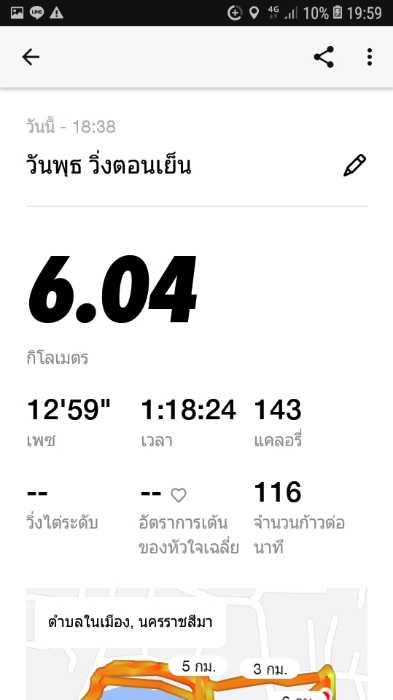 LINE
4G
10%
19:59
วันนี้ - 18:38
วันพุธ วิ่งตอนเย็น
6.04
กิโลเมตร
12'59" 1:18:24 143
เพซ เวลา แคลอรี่
-- -- 116
วิ่งไต่ระดับ อัตราการเต้น จำนวนก้าวต่อ
ของหัวใจเฉลี่ย นาที
ตำบลในเมือง, นครราชสีมา
5 กม. 3 กม.